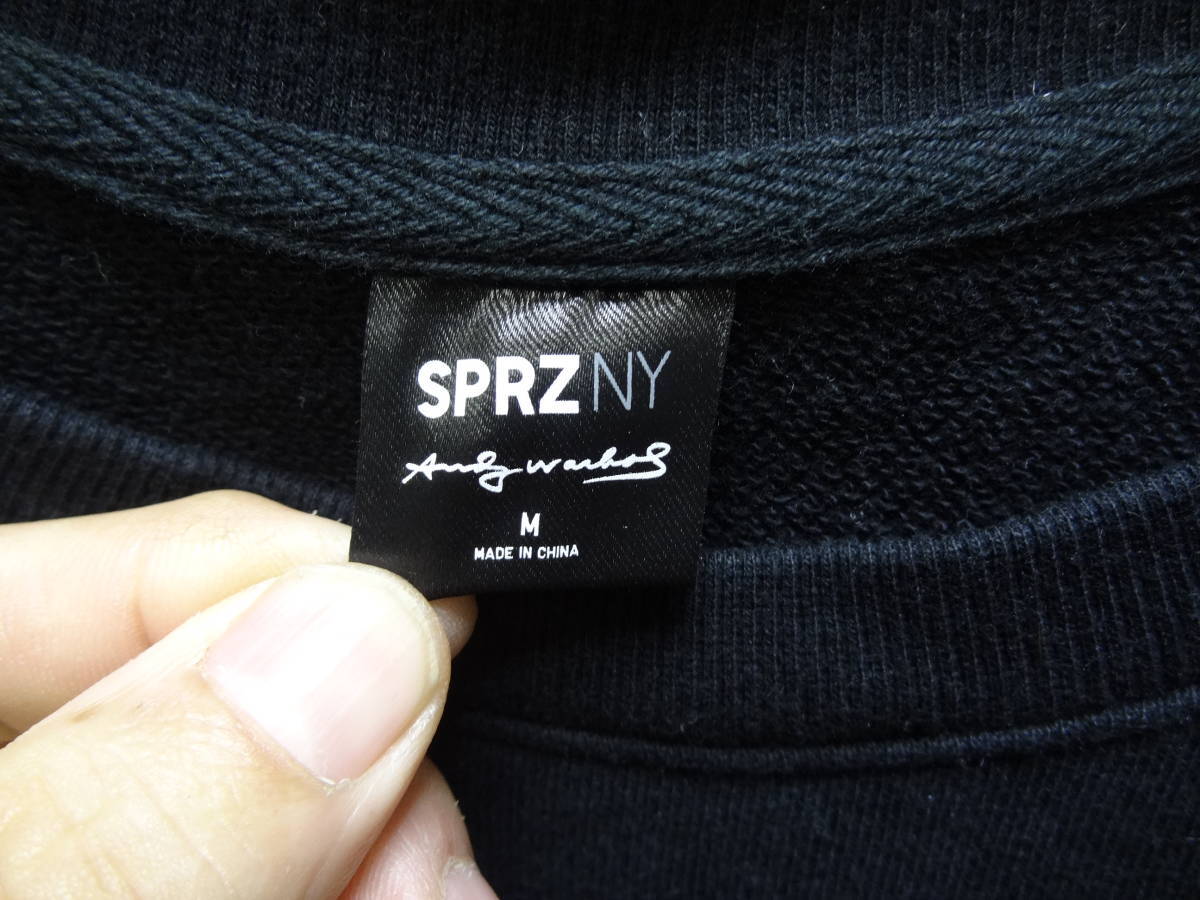 SPRZ NY
Andy Warhol
M
MADE IN CHINA